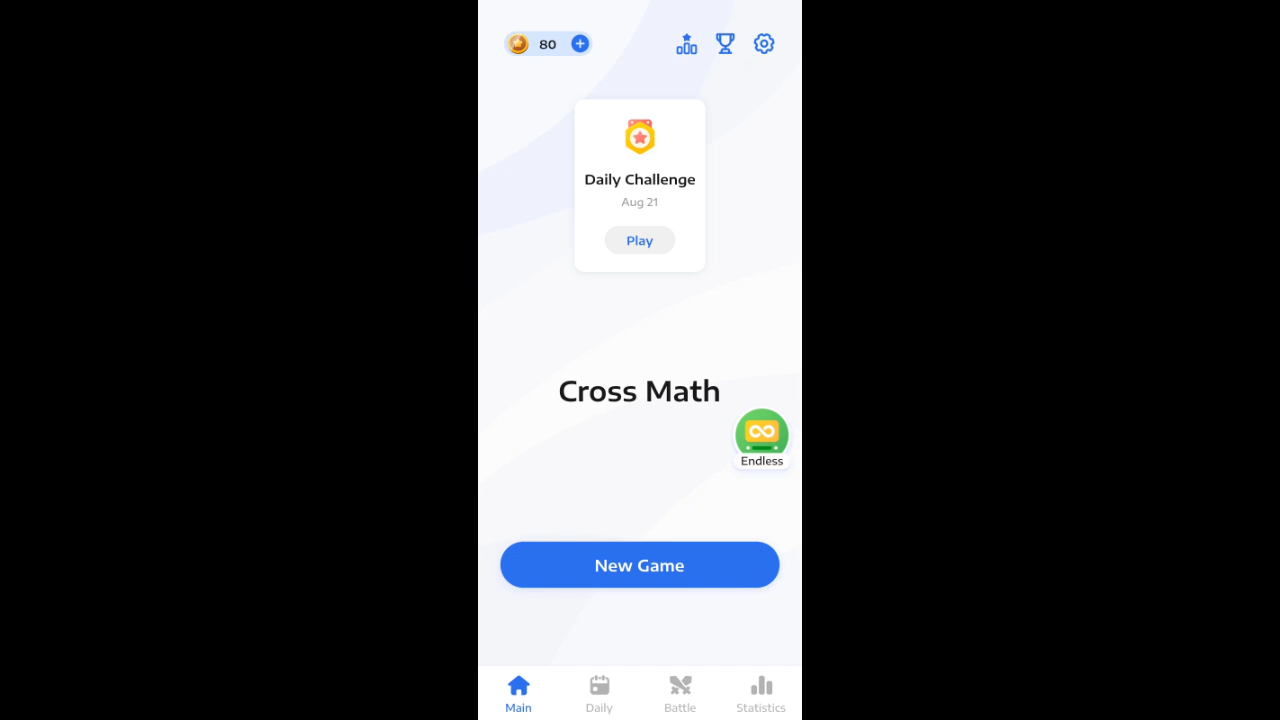 80
Daily Challenge
Aug 21
Play
Cross Math
Endless
New Game
Main
Daily
Battle
Statistics